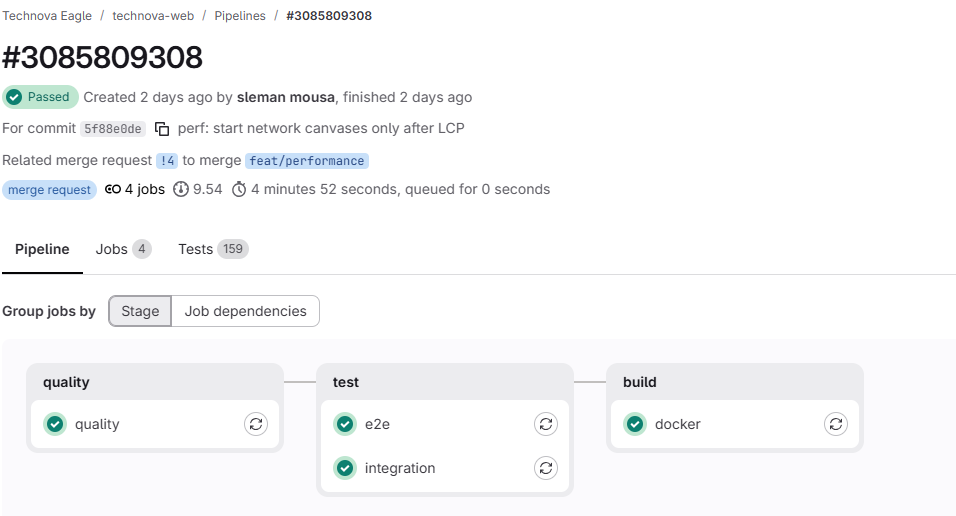 Technova Eagle / technova-web / Pipelines / #3085809308
#3085809308
Passed Created 2 days ago by sleman mousa, finished 2 days ago
For commit 5f88e0de perf: start network canvases only after LCP
Related merge request !4 to merge feat/performance
merge request 4 jobs 9.54 4 minutes 52 seconds, queued for 0 seconds
Pipeline Jobs 4 Tests 159
Group jobs by Stage Job dependencies
quality test build
quality e2e docker
integration